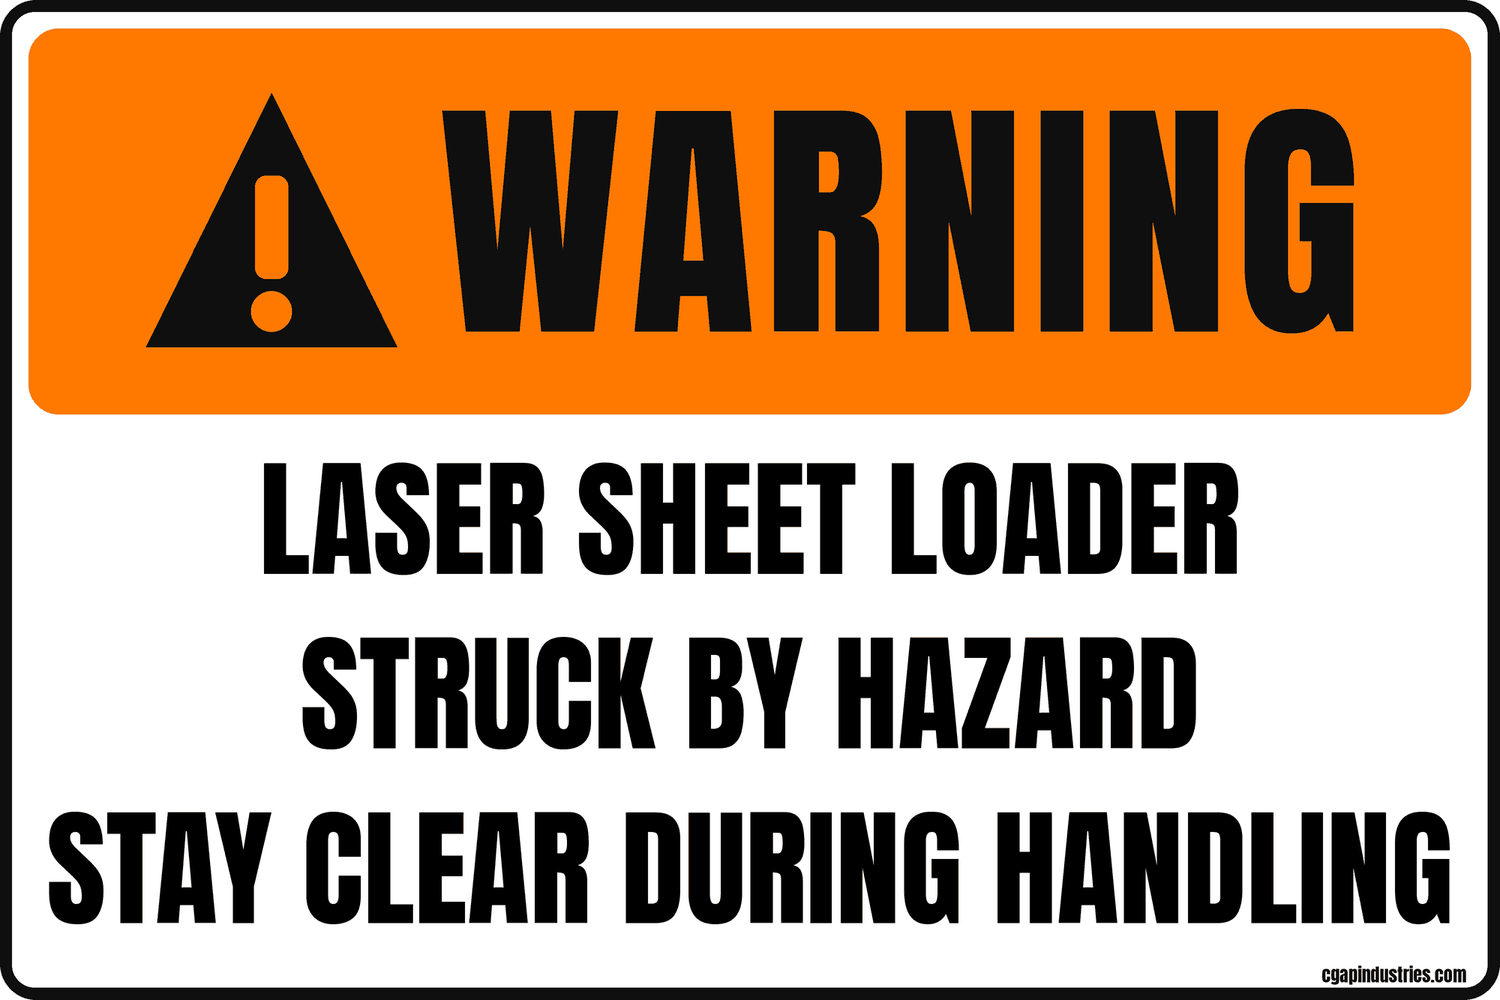 WARNING
LASER SHEET LOADER
STRUCK BY HAZARD
STAY CLEAR DURING HANDLING
cgapindustries.com